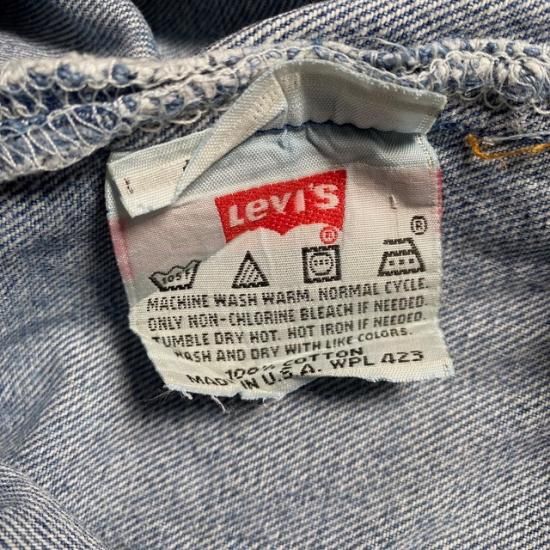 Levi's
®
®
105F
MACHINE WASH WARM. NORMAL CYCLE.
ONLY NON-CHLORINE BLEACH IF NEEDED.
TUMBLE DRY HOT. HOT IRON IF NEEDED.
WASH AND DRY WITH LIKE COLORS.
100% COTTON
MADE IN U.S.A. WPL 423